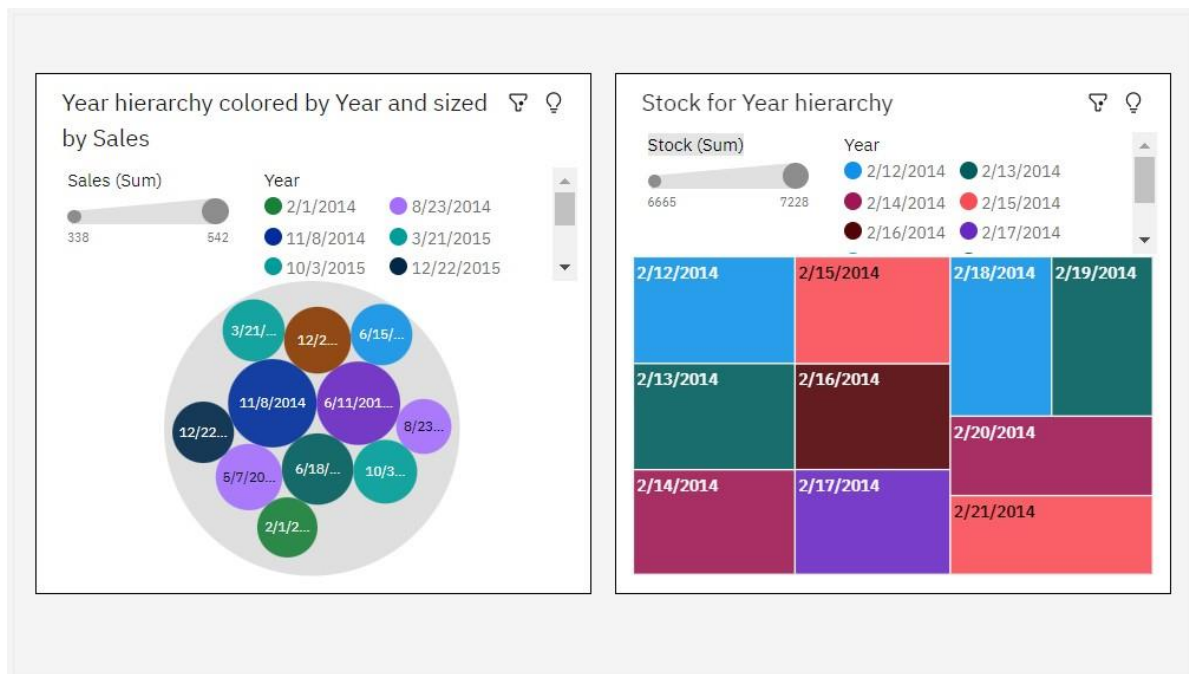 Year hierarchy colored by Year and sized
by Sales
Sales (Sum)
338 542
Year
2/1/2014 8/23/2014
11/8/2014 3/21/2015
10/3/2015 12/22/2015
3/21/...
12/2...
6/15/...
11/8/2014
6/11/201...
12/22...
8/23...
5/7/20...
6/18/...
10/3...
2/1/2...
Stock for Year hierarchy
Stock (Sum)
6665 7228
Year
2/12/2014 2/13/2014
2/14/2014 2/15/2014
2/16/2014 2/17/2014
2/12/2014 2/15/2014 2/18/2014 2/19/2014
2/13/2014 2/16/2014
2/20/2014
2/14/2014 2/17/2014
2/21/2014